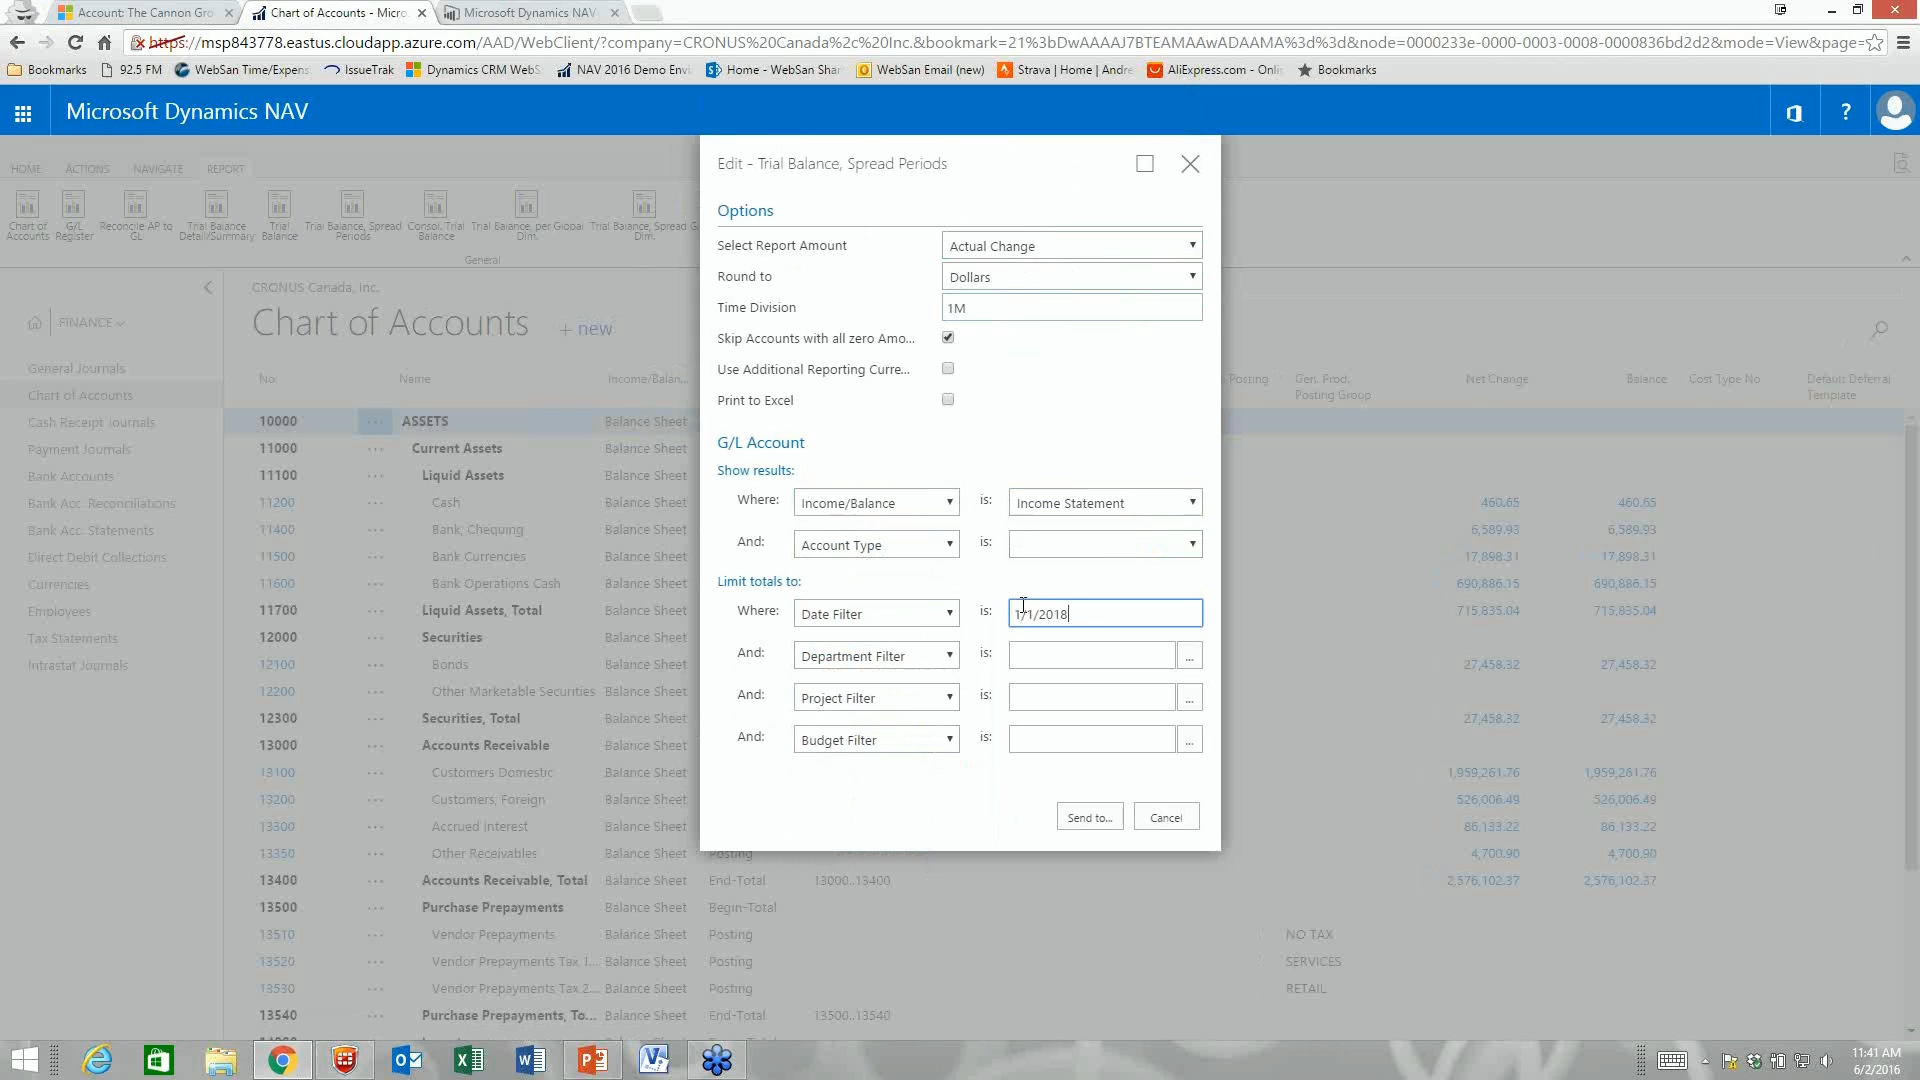 Account: The Cannon Gro
Chart of Accounts - Micro
Microsoft Dynamics NAV
https://msp843778.eastus.cloudapp.azure.com/AAD/WebClient/?company=CRONUS%20Canada%2c%20Inc.&bookmark=21%3bDwAAAAJ7BTEAMAAwADAAMA%3d%3d&node=0000233e-0000-0003-0008-0000836bd2d2&mode=View&page=
Bookmarks
92.5 FM
WebSan Time/Expens
IssueTrak
Dynamics CRM WebS
NAV 2016 Demo Envi
Home - WebSan Shar
WebSan Email (new)
Strava | Home | Andre
AliExpress.com - Onlin
Bookmarks
Microsoft Dynamics NAV
?
HOME ACTIONS NAVIGATE REPORT
Chart of Accounts
G/L Register
Reconcile AP to GL
Trial Balance Detail/Summary
Trial Balance
Trial Balance, Spread Periods
Consol. Trial Balance
Trial Balance, per Global Dim.
Trial Balance, Spread G Dim.
General
FINANCE
General Journals
Chart of Accounts
Cash Receipt Journals
Payment Journals
Bank Accounts
Bank Acc. Reconciliations
Bank Acc. Statements
Direct Debit Collections
Currencies
Employees
Tax Statements
Intrastat Journals
CRONUS Canada, Inc.
Chart of Accounts + new
No. Name Income/Balan... Posting Gen. Prod. Posting Group Net Change Balance Cost Type No Default Deferral Template
10000 ... ASSETS Balance Sheet
11000 ... Current Assets Balance Sheet
11100 ... Liquid Assets Balance Sheet
11200 ... Cash Balance Sheet 460.65 460.65
11400 ... Bank, Chequing Balance Sheet 6,589.93 6,589.93
11500 ... Bank Currencies Balance Sheet 17,898.31 17,898.31
11600 ... Bank Operations Cash Balance Sheet 690,886.15 690,886.15
11700 ... Liquid Assets, Total Balance Sheet 715,835.04 715,835.04
12000 ... Securities Balance Sheet
12100 ... Bonds Balance Sheet 27,458.32 27,458.32
12200 ... Other Marketable Securities Balance Sheet
12300 ... Securities, Total Balance Sheet 27,458.32 27,458.32
13000 ... Accounts Receivable Balance Sheet
13100 ... Customers Domestic Balance Sheet 1,959,261.76 1,959,261.76
13200 ... Customers, Foreign Balance Sheet 526,006.49 526,006.49
13300 ... Accrued Interest Balance Sheet 86,133.22 86,133.22
13350 ... Other Receivables Balance Sheet Posting 4,700.90 4,700.90
13400 ... Accounts Receivable, Total Balance Sheet End-Total 13000..13400 2,576,102.37 2,576,102.37
13500 ... Purchase Prepayments Balance Sheet Begin-Total
13510 ... Vendor Prepayments Balance Sheet Posting NO TAX
13520 ... Vendor Prepayments Tax 1... Balance Sheet Posting SERVICES
13530 ... Vendor Prepayments Tax 2... Balance Sheet Posting RETAIL
13540 ... Purchase Prepayments, To... Balance Sheet End-Total 13500..13540
Edit - Trial Balance, Spread Periods
Options
Select Report Amount Actual Change
Round to Dollars
Time Division 1M
Skip Accounts with all zero Amo...
Use Additional Reporting Curre...
Print to Excel
G/L Account
Show results:
Where: Income/Balance is: Income Statement
And: Account Type is:
Limit totals to:
Where: Date Filter is: 1/1/2018
And: Department Filter is: ...
And: Project Filter is: ...
And: Budget Filter is: ...
Send to... Cancel
11:41 AM
6/2/2016